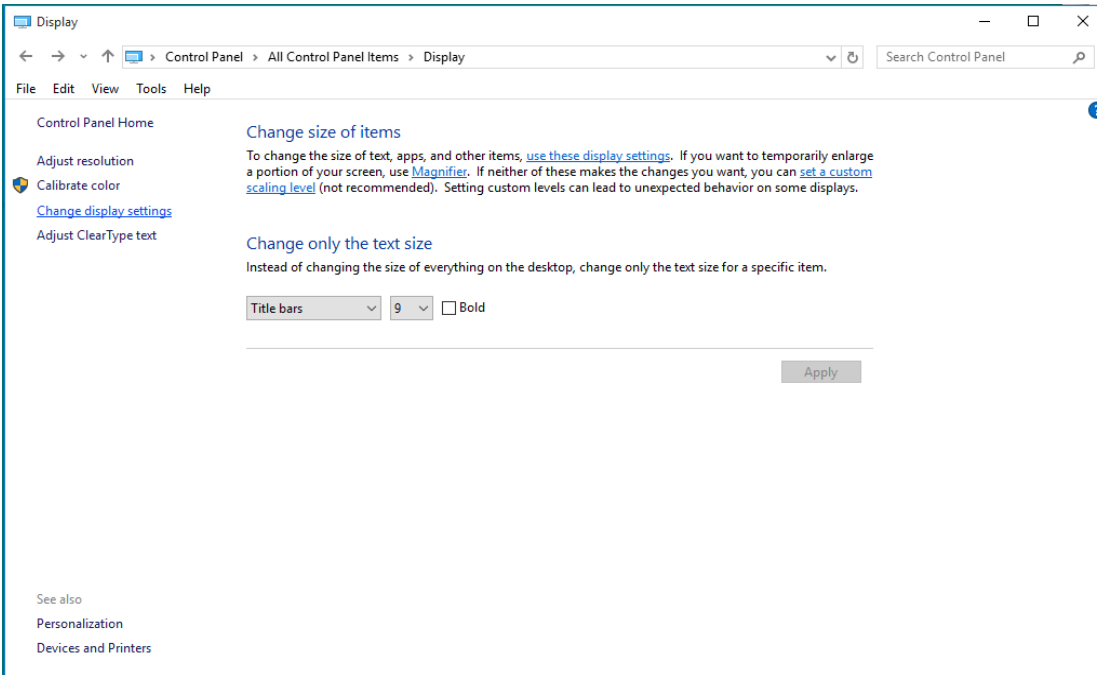 Display
Control Panel > All Control Panel Items > Display
Search Control Panel
File Edit View Tools Help
Control Panel Home
Adjust resolution
Calibrate color
Change display settings
Adjust ClearType text
Change size of items
To change the size of text, apps, and other items, use these display settings. If you want to temporarily enlarge
a portion of your screen, use Magnifier. If neither of these makes the changes you want, you can set a custom
scaling level (not recommended). Setting custom levels can lead to unexpected behavior on some displays.
Change only the text size
Instead of changing the size of everything on the desktop, change only the text size for a specific item.
Title bars 9 Bold
Apply
See also
Personalization
Devices and Printers